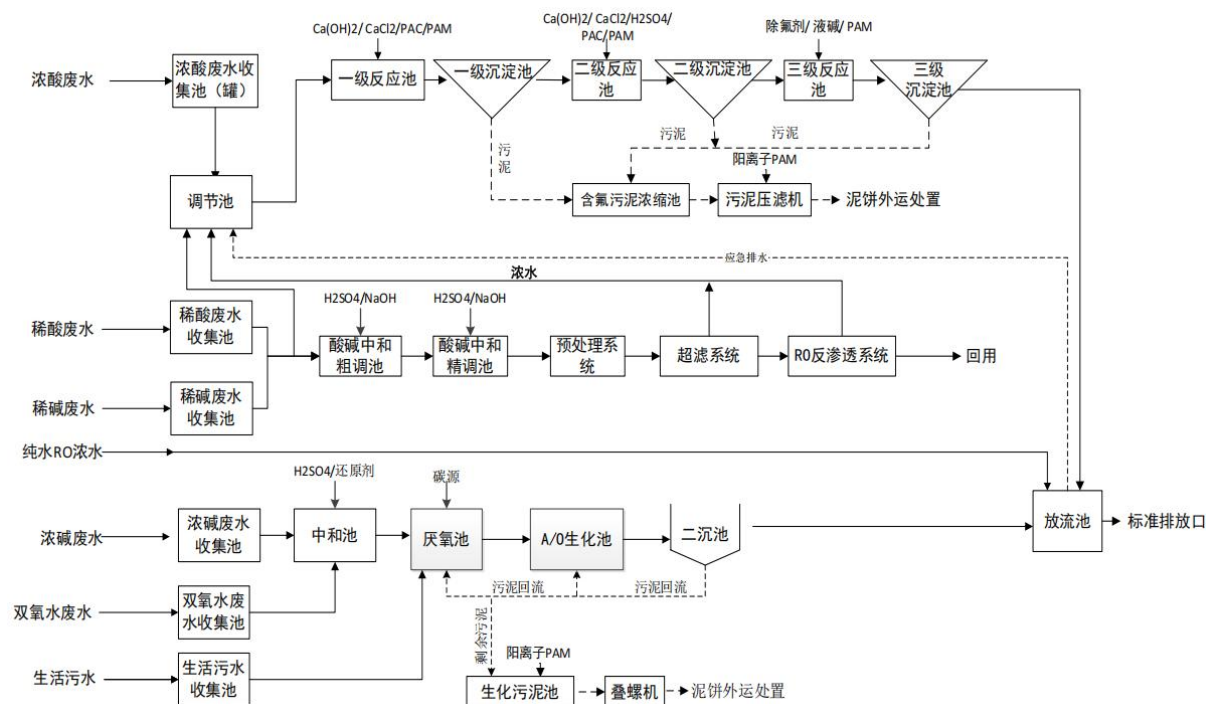 Ca(OH)2/ CaCl2/PAC/PAM
Ca(OH)2/ CaCl2/H2SO4/
PAC/PAM
除氟剂/ 液碱/ PAM
浓酸废水
浓酸废水收
集池（罐）
一级反应池
一级沉淀池
二级反应
池
二级沉淀池
三级反应
池
三级
沉淀池
污
泥
污泥
污泥
阳离子PAM
调节池
含氟污泥浓缩池
污泥压滤机
泥饼外运处置
应急排水
浓水
H2SO4/NaOH
H2SO4/NaOH
稀酸废水
稀酸废水
收集池
酸碱中和
粗调池
酸碱中和
精调池
预处理系
统
超滤系统
RO反渗透系统
回用
稀碱废水
稀碱废水
收集池
纯水RO浓水
H2SO4/还原剂
碳源
浓碱废水
浓碱废水
收集池
中和池
厌氧池
A/O生化池
二沉池
放流池
标准排放口
污泥回流
污泥回流
双氧水废水
双氧水废
水收集池
剩余污泥
阳离子PAM
生活污水
生活污水
收集池
生化污泥池
叠螺机
泥饼外运处置